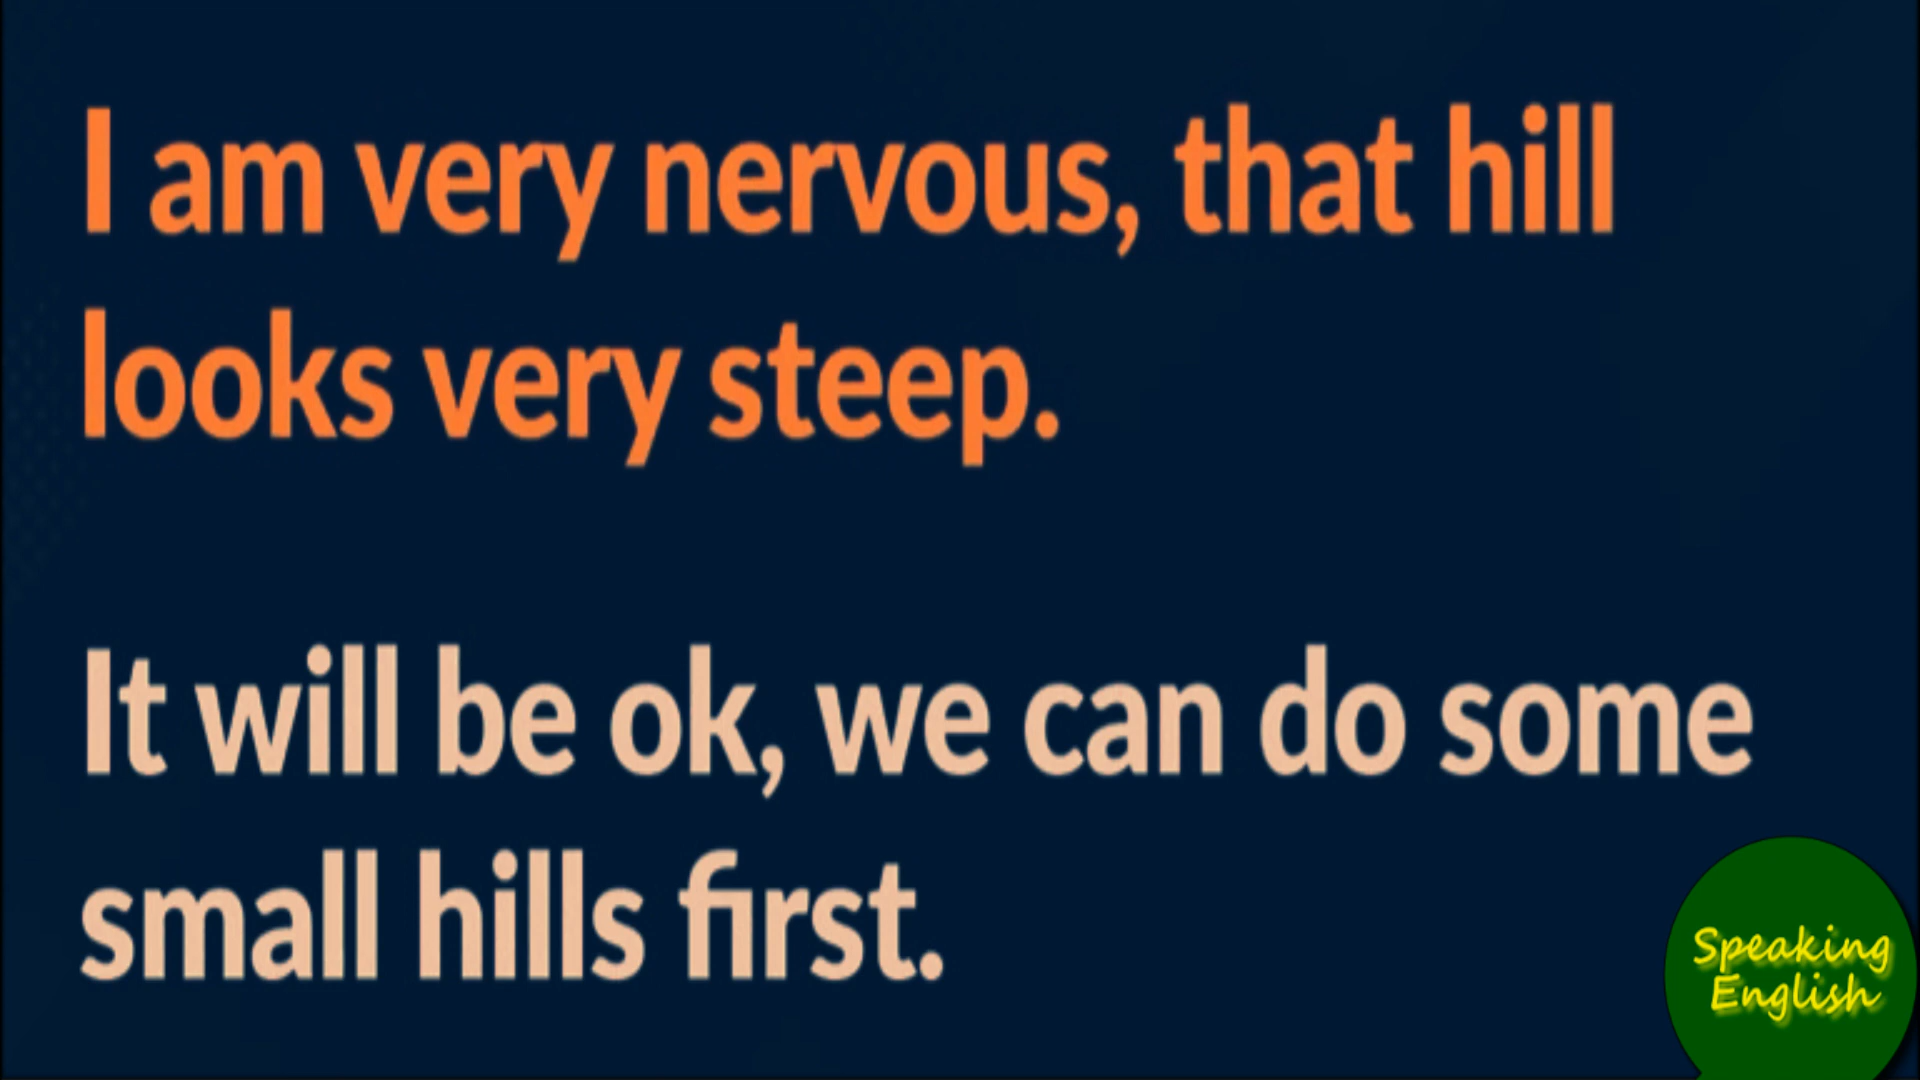 I am very nervous, that hill
looks very steep.
It will be ok, we can do some
small hills first.
Speaking
English